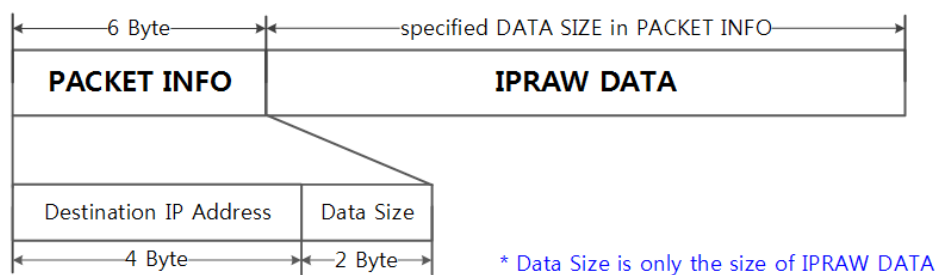 6 Byte
specified DATA SIZE in PACKET INFO
PACKET INFO
IPRAW DATA
Destination IP Address
Data Size
4 Byte
2 Byte
* Data Size is only the size of IPRAW DATA